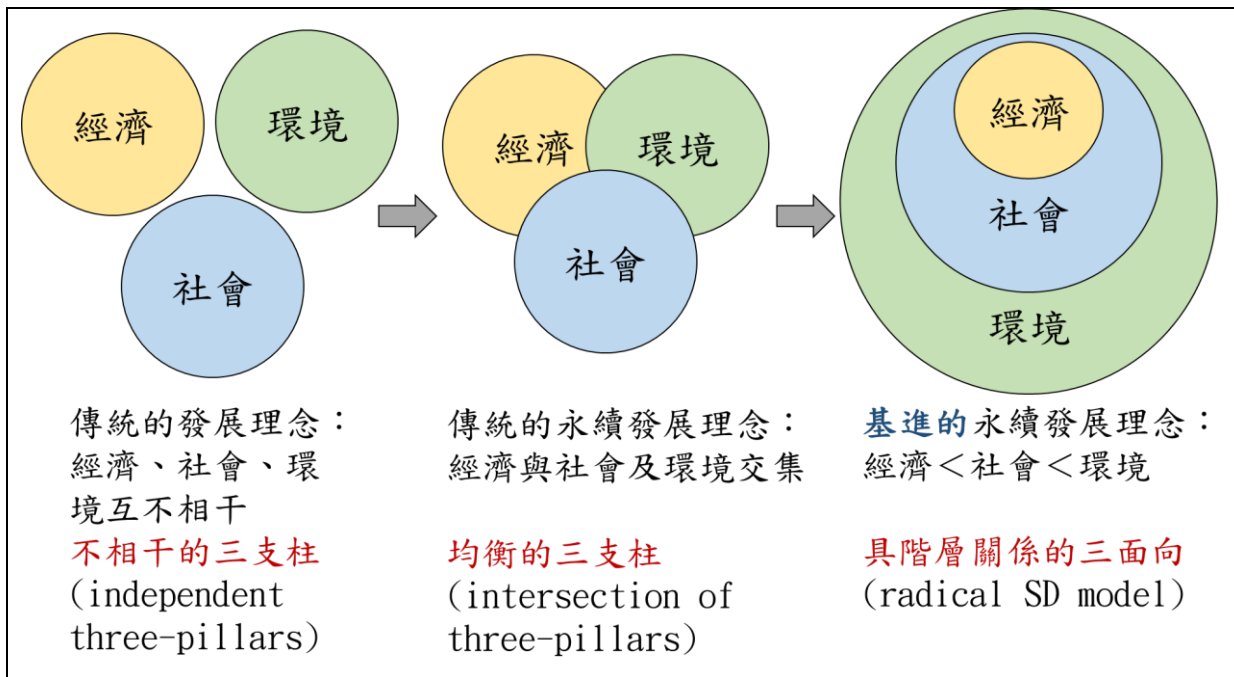 經濟
環境
社會
經濟
環境
社會
經濟
社會
環境
傳統的發展理念：
經濟、社會、環
境互不相干
不相干的三支柱
(independent
three-pillars)
傳統的永續發展理念：
經濟與社會及環境交集
均衡的三支柱
(intersection of
three-pillars)
基進的永續發展理念：
經濟＜社會＜環境
具階層關係的三面向
(radical SD model)